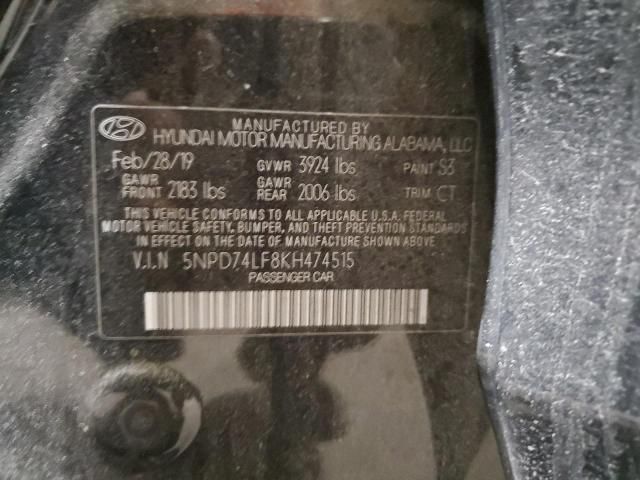 MANUFACTURED BY
HYUNDAI MOTOR MANUFACTURING ALABAMA, LLC
Feb/28/19 GVWR 3924 lbs PAINT S3
GAWR FRONT 2183 lbs GAWR REAR 2006 lbs TRIM CT
THIS VEHICLE CONFORMS TO ALL APPLICABLE U.S.A. FEDERAL
MOTOR VEHICLE SAFETY, BUMPER, AND THEFT PREVENTION STANDARDS
IN EFFECT ON THE DATE OF MANUFACTURE SHOWN ABOVE.
V.I.N 5NPD74LF8KH474515
PASSENGER CAR